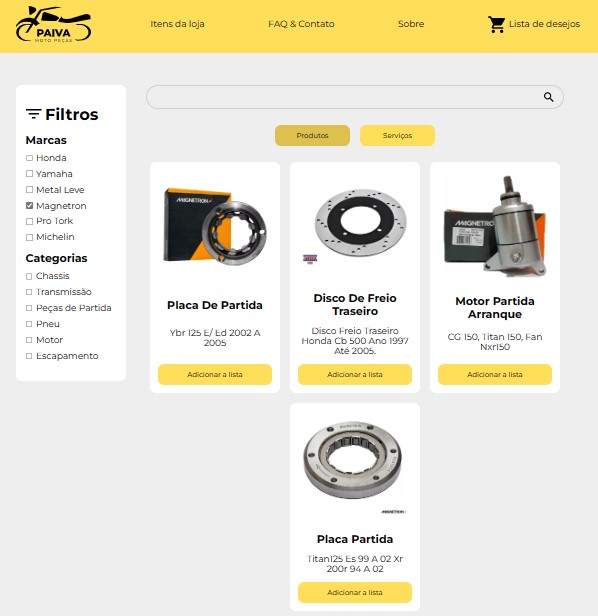 PAIVA
MOTO PEÇAS
Itens da loja
FAQ & Contato
Sobre
Lista de desejos
Filtros
Marcas
Honda
Yamaha
Metal Leve
Magnetron
Pro Tork
Michelin
Categorias
Chassis
Transmissão
Peças de Partida
Pneu
Motor
Escapamento
Produtos
Serviços
MAGNETRON
Placa De Partida
Ybr 125 E/ Ed 2002 A
2005
Adicionar a lista
Disco De Freio
Traseiro
Disco Freio Traseiro
Honda Cb 500 Ano 1997
Até 2005.
Adicionar a lista
MAGNETRON
Motor Partida
Arranque
CG 150, Titan 150, Fan
Nxr150
Adicionar a lista
MAGNETRON
Placa Partida
Titan125 Es 99 A 02 Xr
200r 94 A 02
Adicionar a lista